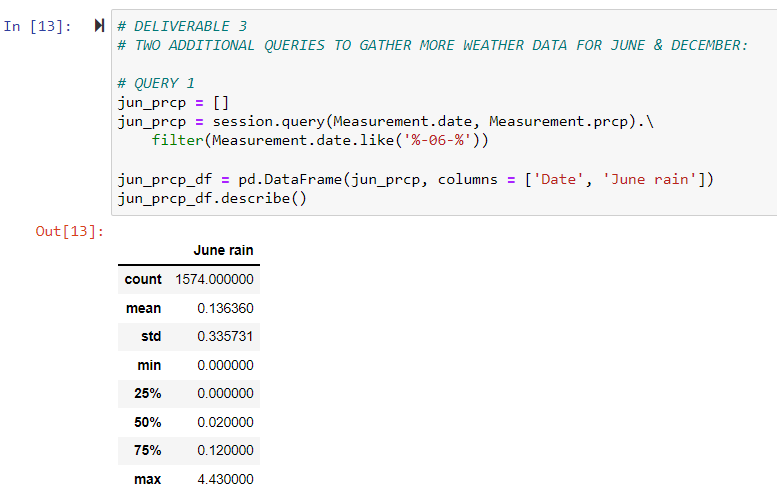 In [13]:
# DELIVERABLE 3
# TWO ADDITIONAL QUERIES TO GATHER MORE WEATHER DATA FOR JUNE & DECEMBER:
# QUERY 1
jun_prcp = []
jun_prcp = session.query(Measurement.date, Measurement.prcp).\
filter(Measurement.date.like('%-06-%'))
jun_prcp_df = pd.DataFrame(jun_prcp, columns = ['Date', 'June rain'])
jun_prcp_df.describe()
Out[13]:
June rain
count 1574.000000
mean 0.136360
std 0.335731
min 0.000000
25% 0.000000
50% 0.020000
75% 0.120000
max 4.430000